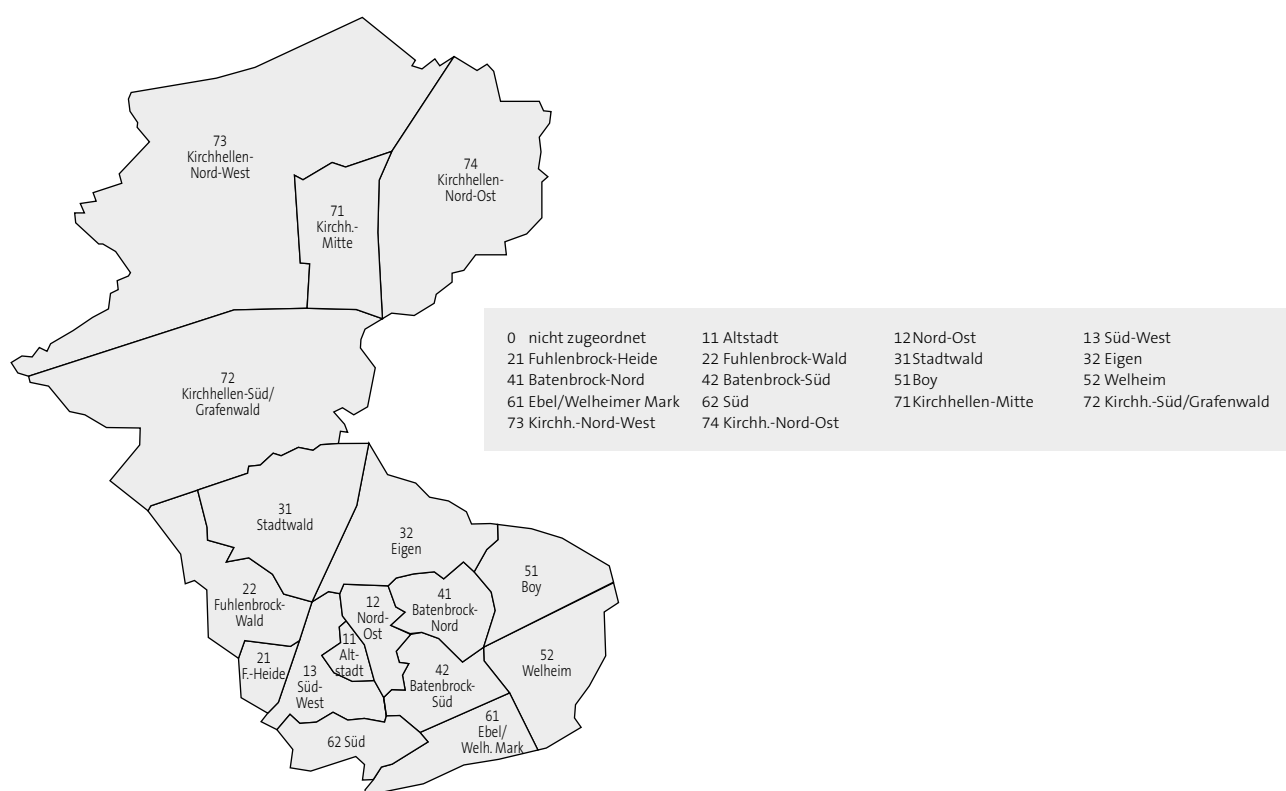 73
Kirchhellen-
Nord-West
74
Kirchhellen-
Nord-Ost
71
Kirchh.-
Mitte
0 nicht zugeordnet 11 Altstadt 12 Nord-Ost 13 Süd-West
21 Fuhlenbrock-Heide 22 Fuhlenbrock-Wald 31 Stadtwald 32 Eigen
41 Batenbrock-Nord 42 Batenbrock-Süd 51 Boy 52 Welheim
61 Ebel/Welheimer Mark 62 Süd 71 Kirchhellen-Mitte 72 Kirchh.-Süd/Grafenwald
73 Kirchh.-Nord-West 74 Kirchh.-Nord-Ost
72
Kirchhellen-Süd/
Grafenwald
31
Stadtwald
32
Eigen
51
Boy
22
Fuhlenbrock-
Wald
12
Nord-
Ost
41
Batenbrock-
Nord
11
Alt-
stadt
21
F.-Heide
13
Süd-
West
42
Batenbrock-
Süd
52
Welheim
61
Ebel/
Welh. Mark
62 Süd